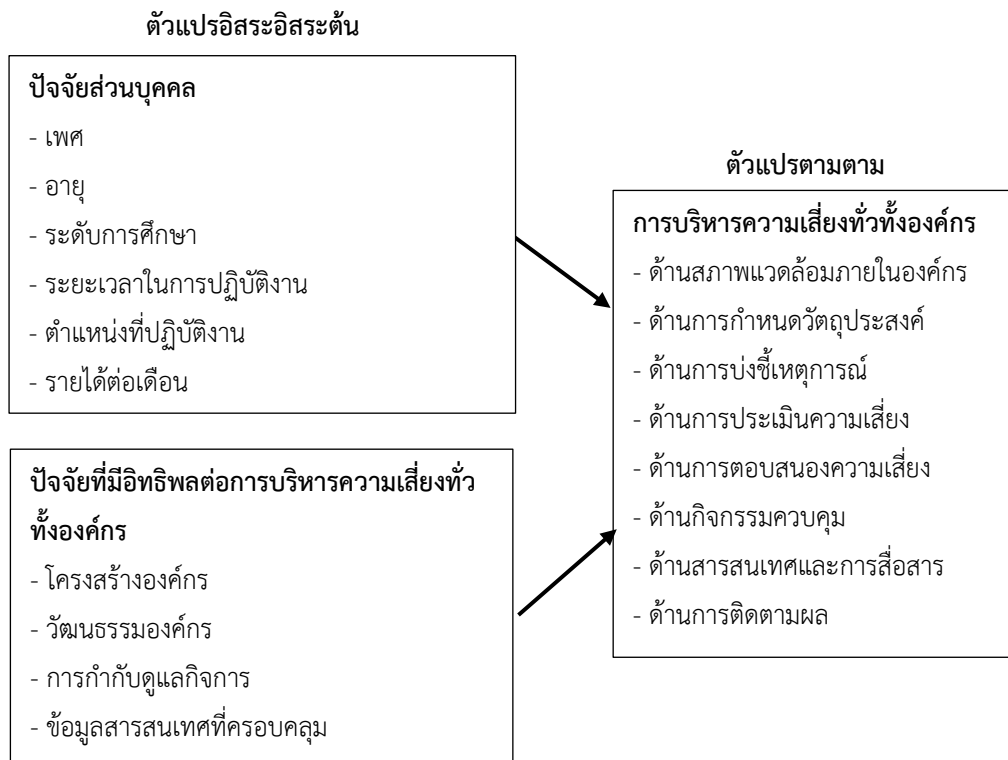 ตัวแปรอิสระอิสระต้น
ปัจจัยส่วนบุคคล
- เพศ
- อายุ
- ระดับการศึกษา
- ระยะเวลาในการปฏิบัติงาน
- ตำแหน่งที่ปฏิบัติงาน
- รายได้ต่อเดือน
ปัจจัยที่มีอิทธิพลต่อการบริหารความเสี่ยงทั่ว
ทั้งองค์กร
- โครงสร้างองค์กร
- วัฒนธรรมองค์กร
- การกำกับดูแลกิจการ
- ข้อมูลสารสนเทศที่ครอบคลุม
ตัวแปรตามตาม
การบริหารความเสี่ยงทั่วทั้งองค์กร
- ด้านสภาพแวดล้อมภายในองค์กร
- ด้านการกำหนดวัตถุประสงค์
- ด้านการบ่งชี้เหตุการณ์
- ด้านการประเมินความเสี่ยง
- ด้านการตอบสนองความเสี่ยง
- ด้านกิจกรรมควบคุม
- ด้านสารสนเทศและการสื่อสาร
- ด้านการติดตามผล